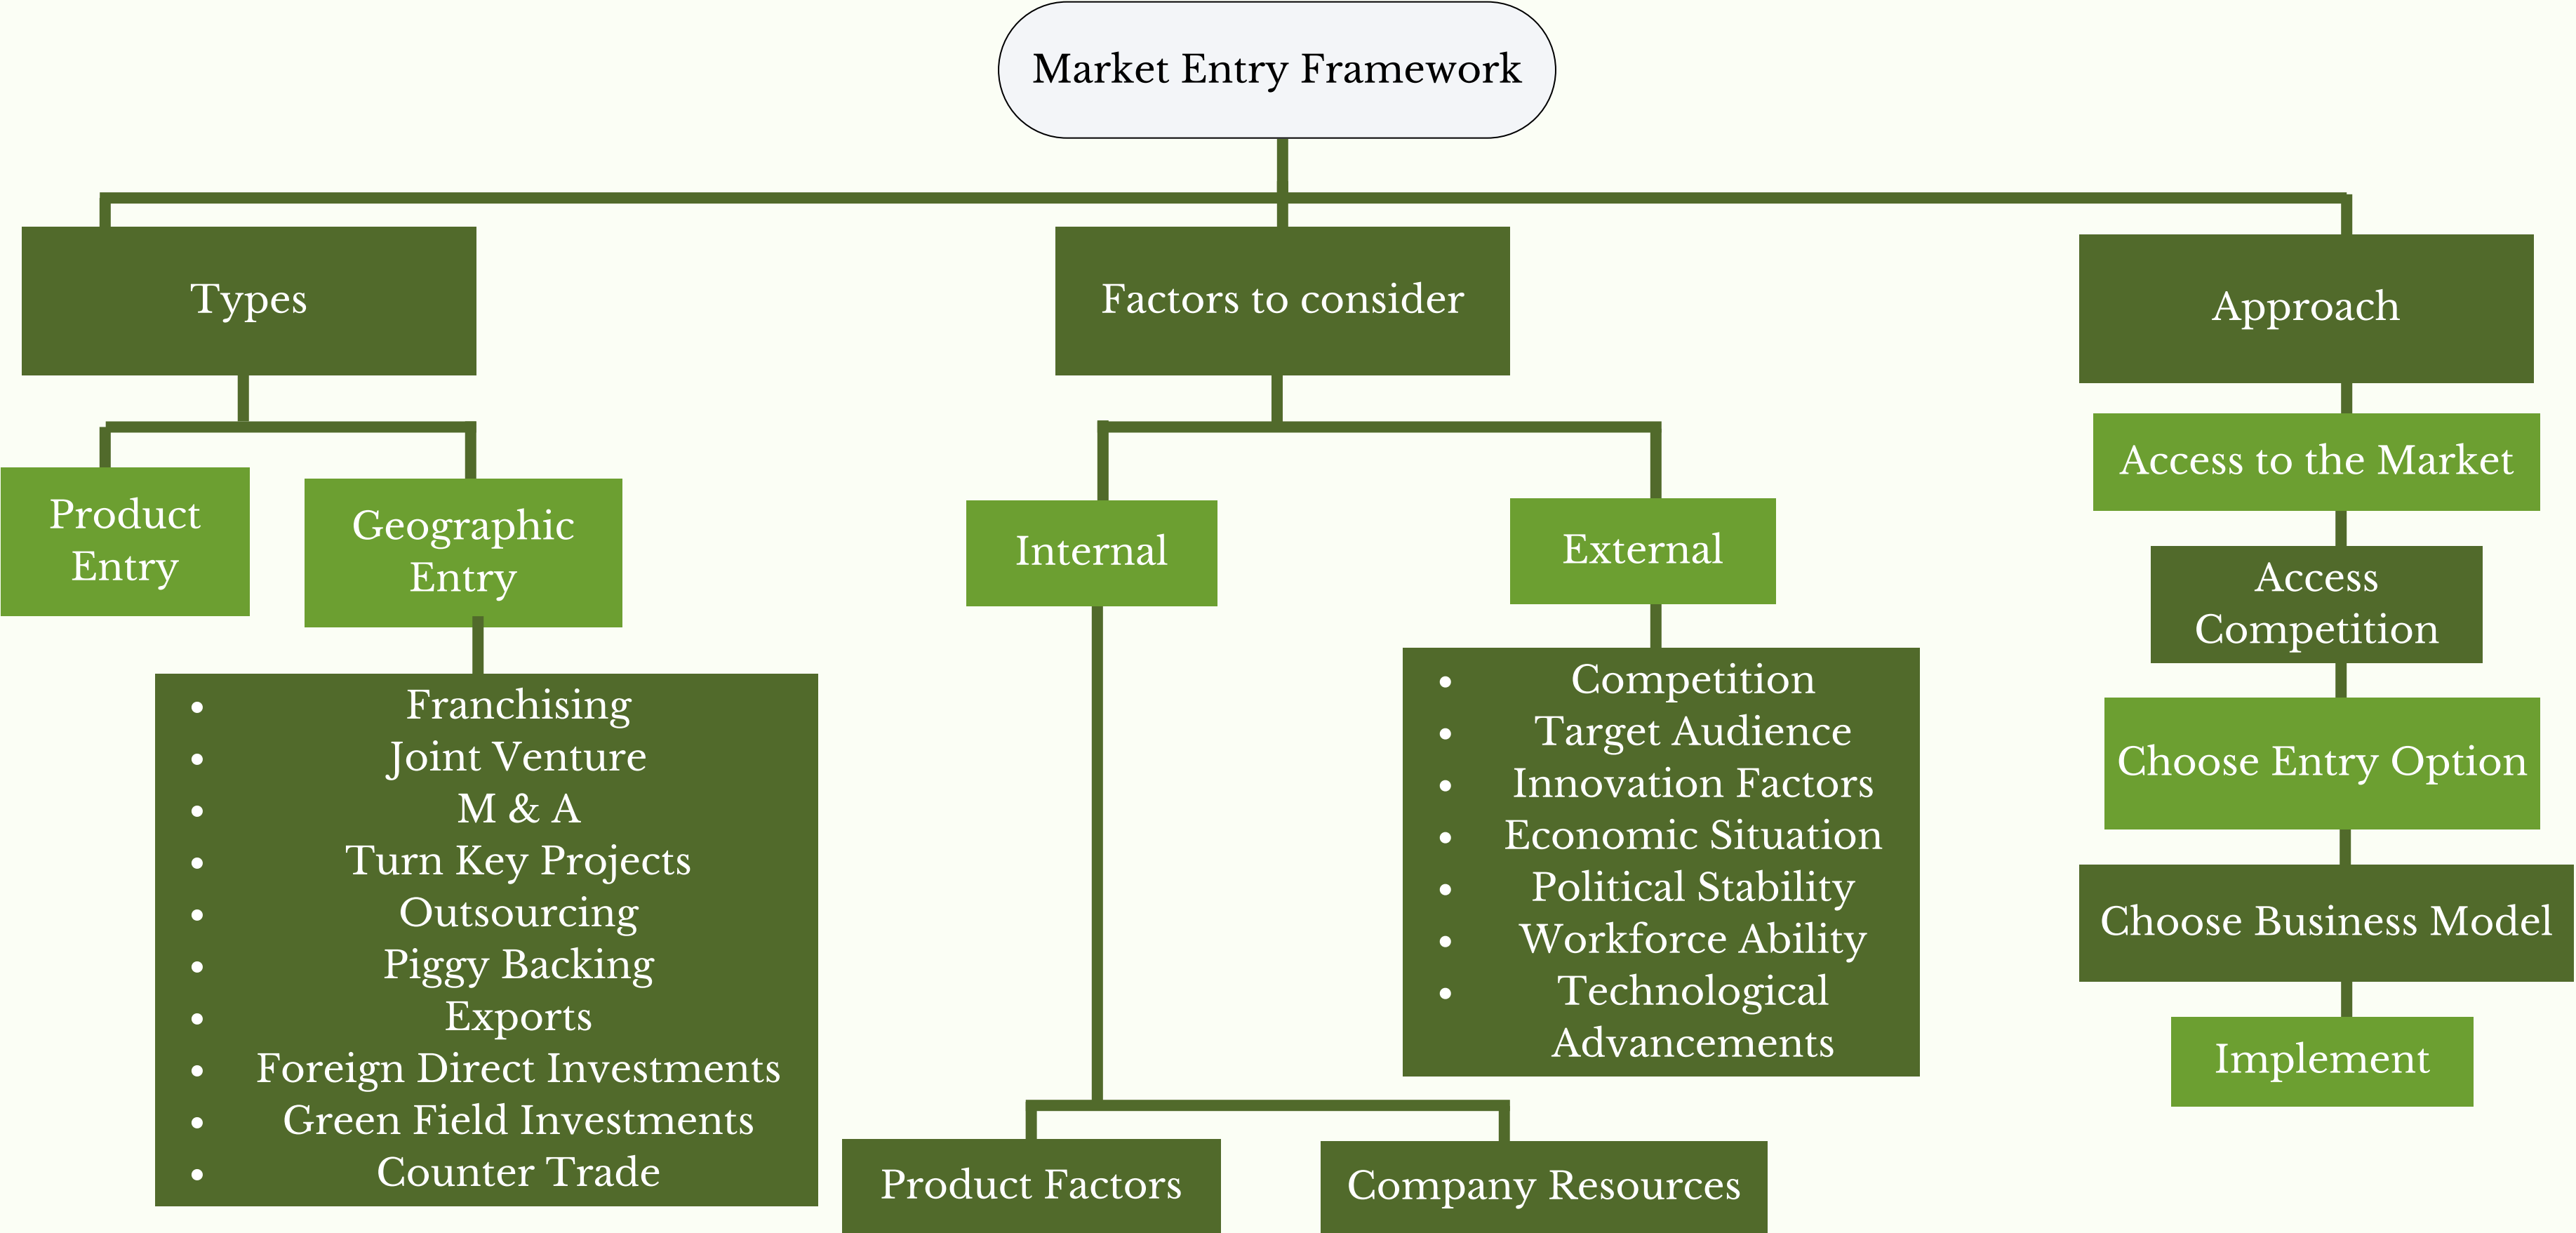 Market Entry Framework
Types
Factors to consider
Approach
Product
Entry
Geographic
Entry
Franchising
Joint Venture
M & A
Turn Key Projects
Outsourcing
Piggy Backing
Exports
Foreign Direct Investments
Green Field Investments
Counter Trade
Internal
External
Competition
Target Audience
Innovation Factors
Economic Situation
Political Stability
Workforce Ability
Technological
Advancements
Product Factors
Company Resources
Access to the Market
Access
Competition
Choose Entry Option
Choose Business Model
Implement